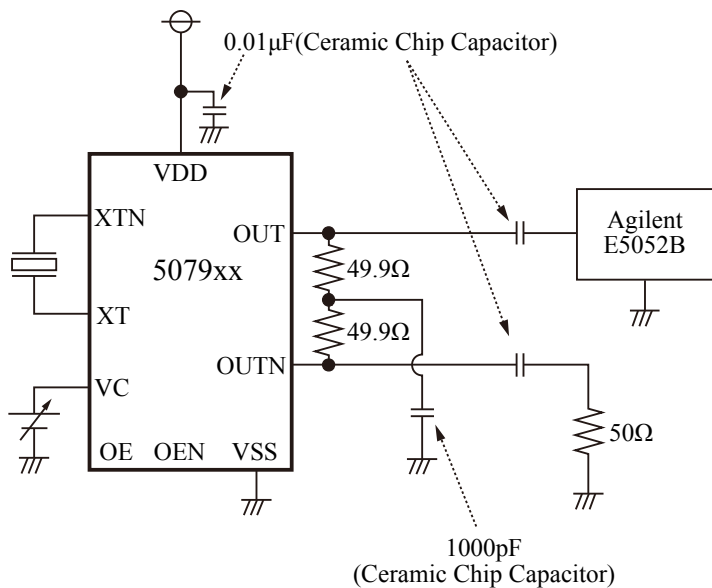 0.01μF(Ceramic Chip Capacitor)
VDD
XTN
OUT
Agilent
E5052B
5079xx
49.9Ω
XT
49.9Ω
OUTN
VC
50Ω
OE OEN VSS
1000pF
(Ceramic Chip Capacitor)